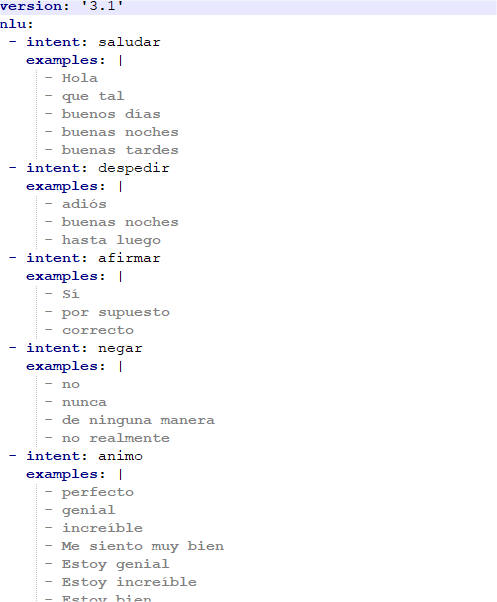 version: '3.1'
nlu:
- intent: saludar
examples: |
- Hola
- que tal
- buenos días
- buenas noches
- buenas tardes
- intent: despedir
examples: |
- adiós
- buenas noches
- hasta luego
- intent: afirmar
examples: |
- Sí
- por supuesto
- correcto
- intent: negar
examples: |
- no
- nunca
- de ninguna manera
- no realmente
- intent: animo
examples: |
- perfecto
- genial
- increíble
- Me siento muy bien
- Estoy genial
- Estoy increíble
- Estoy bien